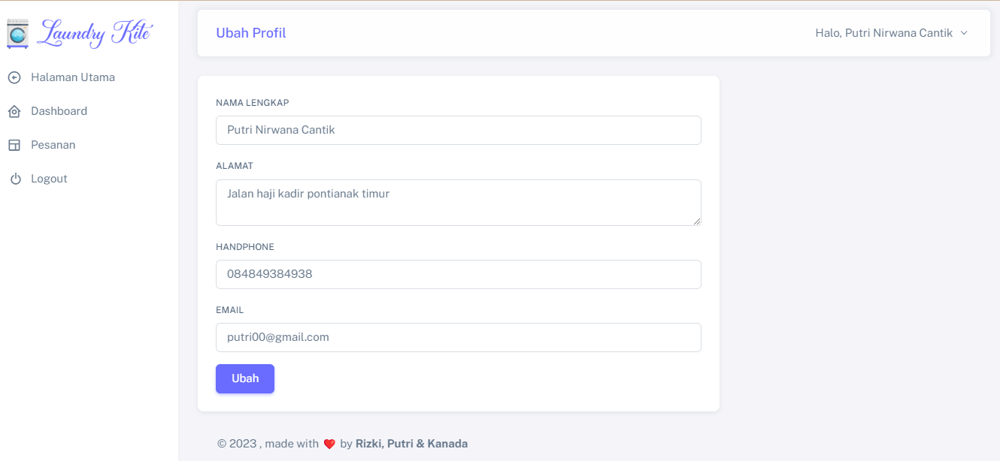 Laundry Kite
Halaman Utama
Dashboard
Pesanan
Logout
Ubah Profil
Halo, Putri Nirwana Cantik
NAMA LENGKAP
Putri Nirwana Cantik
ALAMAT
Jalan haji kadir pontianak timur
HANDPHONE
084849384938
EMAIL
putri00@gmail.com
Ubah
© 2023 , made with ❤️ by Rizki, Putri & Kanada